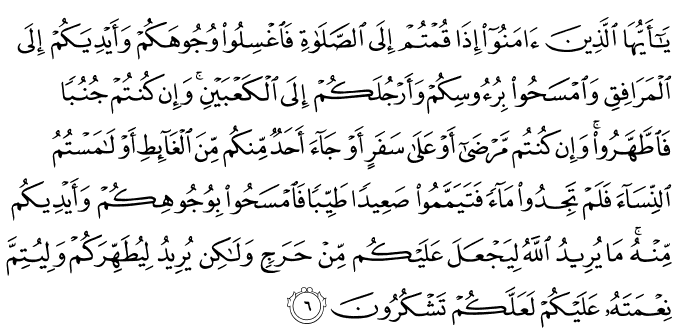 يَٰٓأَيُّهَا ٱلَّذِينَ ءَامَنُوٓا۟ إِذَا قُمْتُمْ إِلَى ٱلصَّلَوٰةِ فَٱغْسِلُوا۟ وُجُوهَكُمْ وَأَيْدِيَكُمْ إِلَى
ٱلْمَرَافِقِ وَٱمْسَحُوا۟ بِرُءُوسِكُمْ وَأَرْجُلَكُمْ إِلَى ٱلْكَعْبَيْنِ ۚ وَإِن كُنتُمْ جُنُبًا
فَٱطَّهَّرُوا۟ ۚ وَإِن كُنتُم مَّرْضَىٰٓ أَوْ عَلَىٰ سَفَرٍ أَوْ جَآءَ أَحَدٌ مِّنكُم مِّنَ ٱلْغَآئِطِ أَوْ لَٰمَسْتُمُ
ٱلنِّسَآءَ فَلَمْ تَجِدُوا۟ مَآءً فَتَيَمَّمُوا۟ صَعِيدًا طَيِّبًا فَٱمْسَحُوا۟ بِوُجُوهِكُمْ وَأَيْدِيكُم
مِّنْهُ ۚ مَا يُرِيدُ ٱللَّهُ لِيَجْعَلَ عَلَيْكُم مِّنْ حَرَجٍ وَلَٰكِن يُرِيدُ لِيُطَهِّرَكُمْ وَلِيُتِمَّ
نِعْمَتَهُۥ عَلَيْكُمْ لَعَلَّكُمْ تَشْكُرُونَ ٦